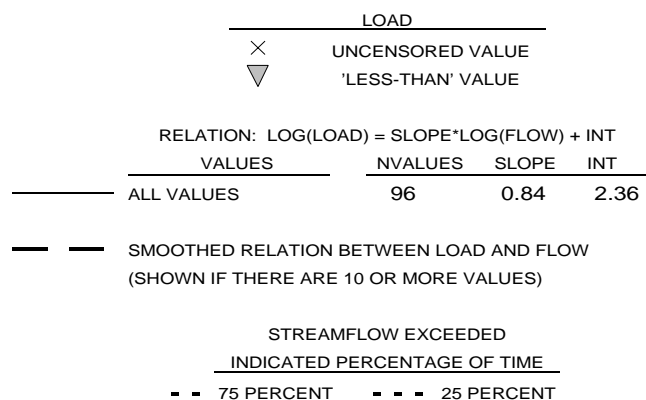 LOAD
UNCENSORED VALUE
'LESS-THAN' VALUE
RELATION: LOG(LOAD) = SLOPE*LOG(FLOW) + INT
VALUES NVALUES SLOPE INT
ALL VALUES 96 0.84 2.36
SMOOTHED RELATION BETWEEN LOAD AND FLOW
(SHOWN IF THERE ARE 10 OR MORE VALUES)
STREAMFLOW EXCEEDED
INDICATED PERCENTAGE OF TIME
75 PERCENT 25 PERCENT